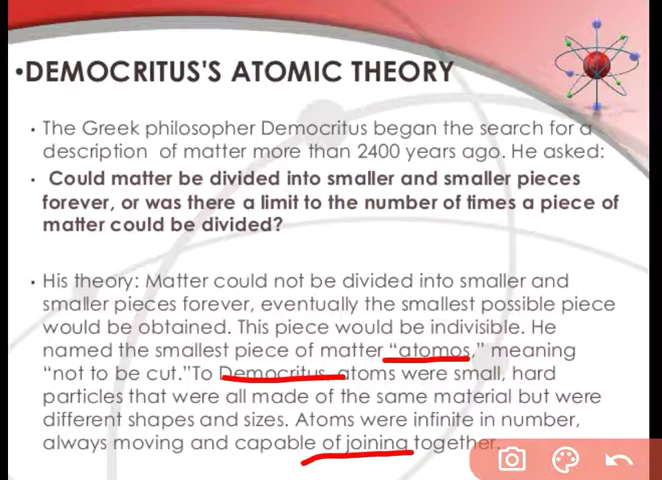 •DEMOCRITUS'S ATOMIC THEORY
• The Greek philosopher Democritus began the search for a
description of matter more than 2400 years ago. He asked:
• Could matter be divided into smaller and smaller pieces
forever, or was there a limit to the number of times a piece of
matter could be divided?
• His theory: Matter could not be divided into smaller and
smaller pieces forever, eventually the smallest possible piece
would be obtained. This piece would be indivisible. He
named the smallest piece of matter “atomos,” meaning
“not to be cut.”To Democritus, atoms were small, hard
particles that were all made of the same material but were
different shapes and sizes. Atoms were infinite in number,
always moving and capable of joining together.